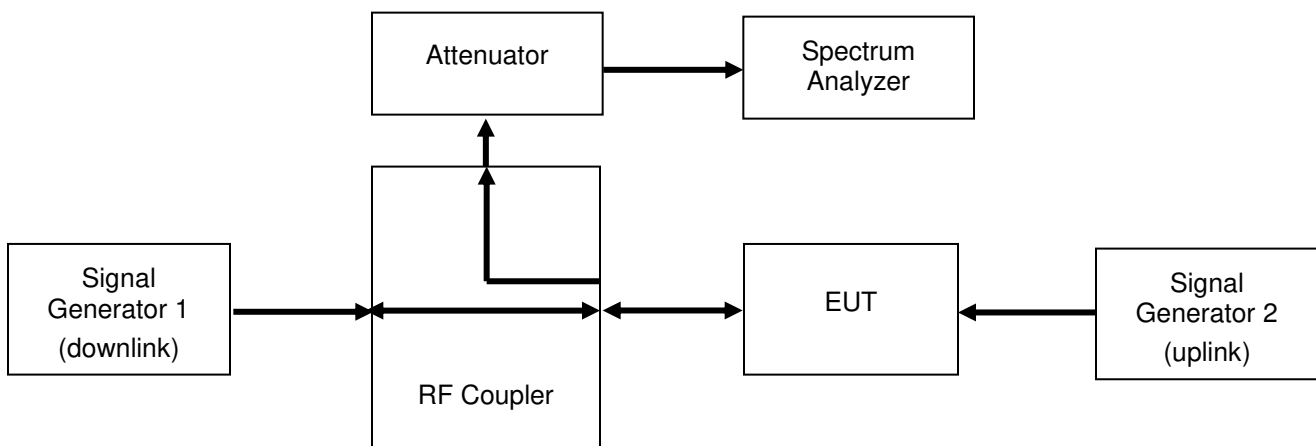 Attenuator
Spectrum
Analyzer
Signal
Generator 1
(downlink)
EUT
Signal
Generator 2
(uplink)
RF Coupler